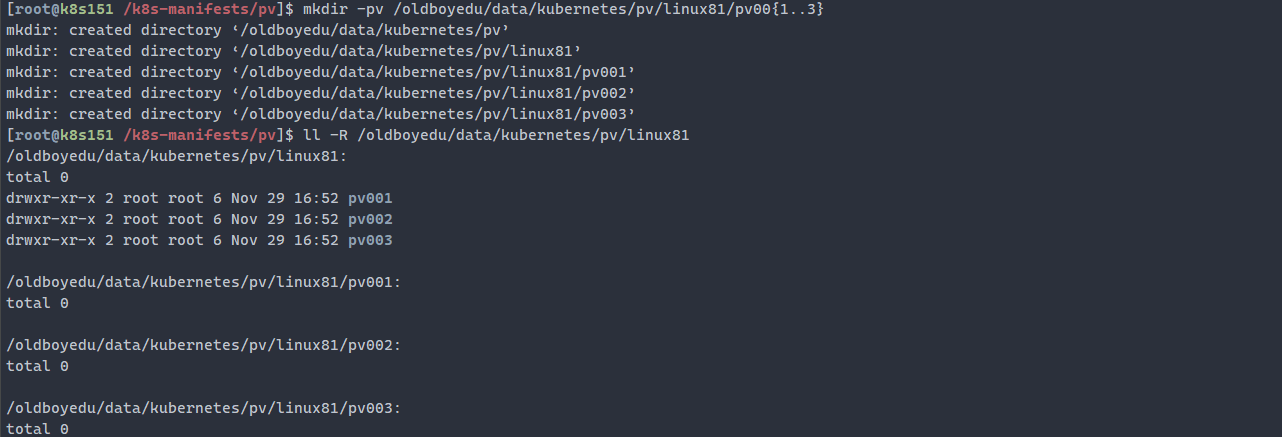 [root@k8s151 /k8s-manifests/pv]$ mkdir -pv /oldboyedu/data/kubernetes/pv/linux81/pv00{1..3}
mkdir: created directory ‘/oldboyedu/data/kubernetes/pv’
mkdir: created directory ‘/oldboyedu/data/kubernetes/pv/linux81’
mkdir: created directory ‘/oldboyedu/data/kubernetes/pv/linux81/pv001’
mkdir: created directory ‘/oldboyedu/data/kubernetes/pv/linux81/pv002’
mkdir: created directory ‘/oldboyedu/data/kubernetes/pv/linux81/pv003’
[root@k8s151 /k8s-manifests/pv]$ ll -R /oldboyedu/data/kubernetes/pv/linux81
/oldboyedu/data/kubernetes/pv/linux81:
total 0
drwxr-xr-x 2 root root 6 Nov 29 16:52 pv001
drwxr-xr-x 2 root root 6 Nov 29 16:52 pv002
drwxr-xr-x 2 root root 6 Nov 29 16:52 pv003
/oldboyedu/data/kubernetes/pv/linux81/pv001:
total 0
/oldboyedu/data/kubernetes/pv/linux81/pv002:
total 0
/oldboyedu/data/kubernetes/pv/linux81/pv003:
total 0